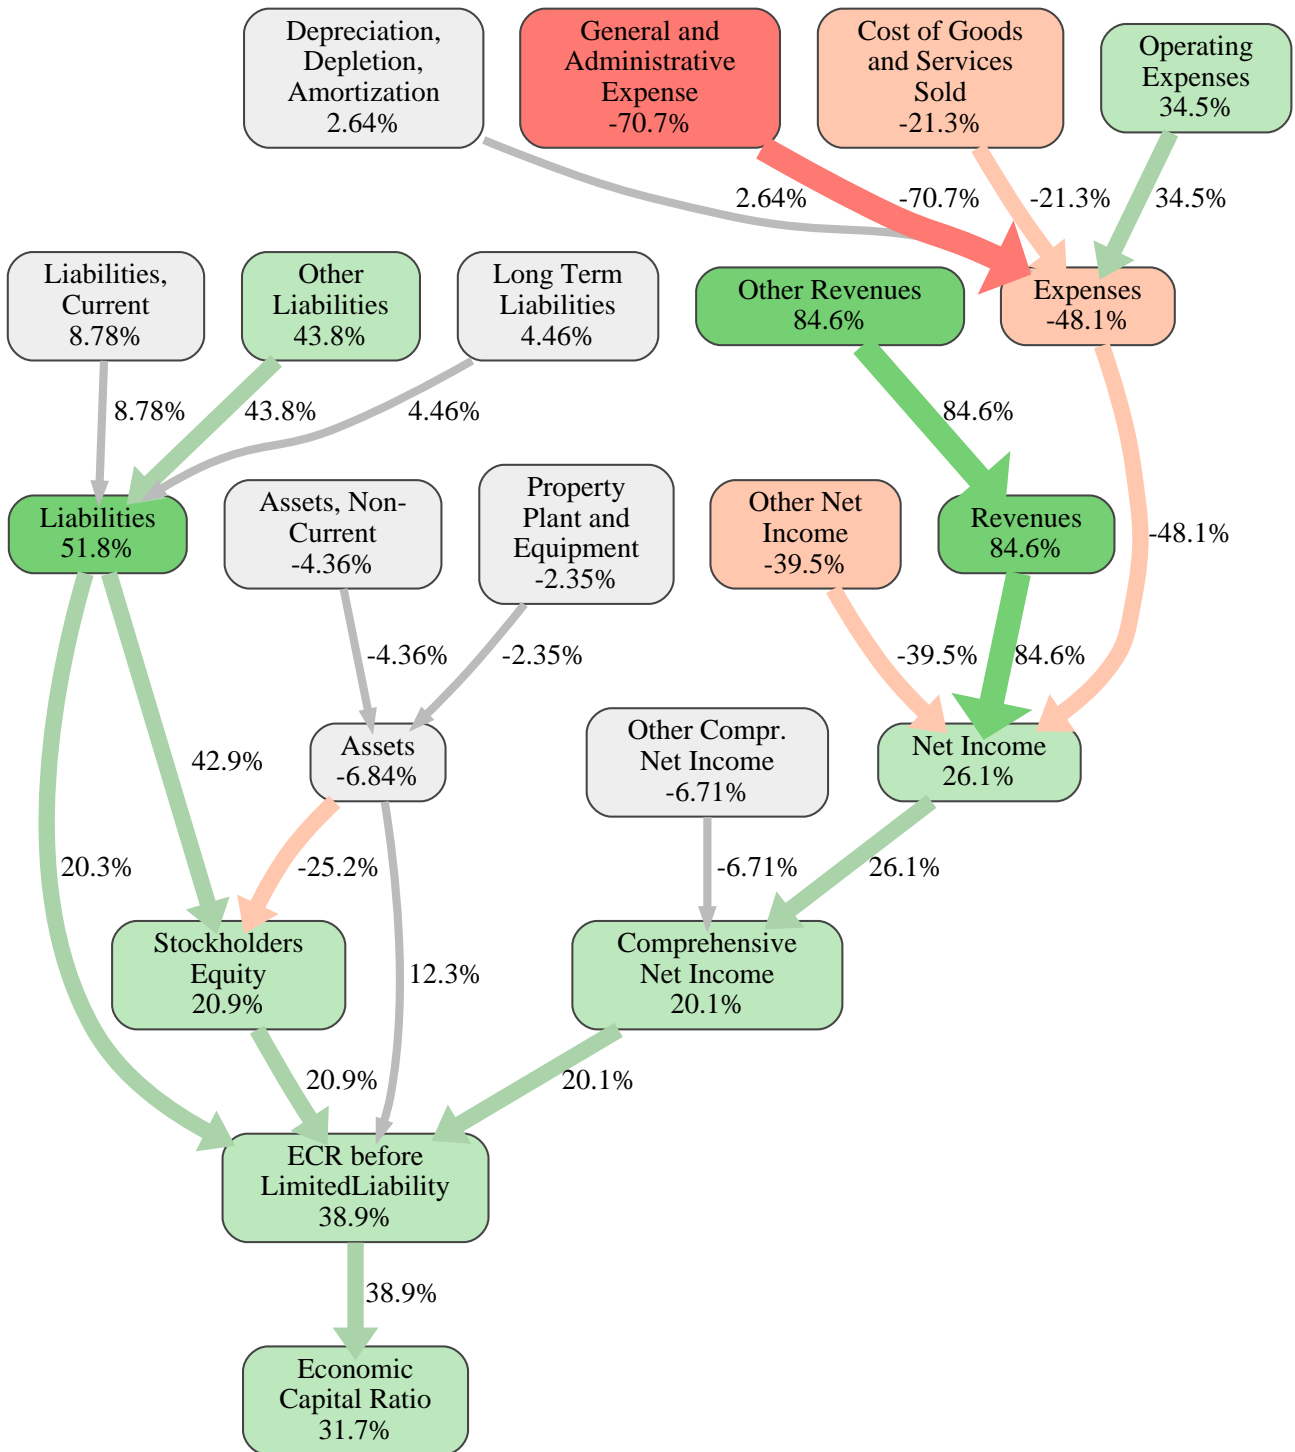 Depreciation,
Depletion,
Amortization
2.64%
General and
Administrative
Expense
-70.7%
Cost of Goods
and Services
Sold
-21.3%
Operating
Expenses
34.5%
2.64%
-70.7%
-21.3%
34.5%
Liabilities,
Current
8.78%
Other
Liabilities
43.8%
Long Term
Liabilities
4.46%
Other Revenues
84.6%
Expenses
-48.1%
8.78%
43.8%
4.46%
84.6%
Liabilities
51.8%
Assets, Non-
Current
-4.36%
Property
Plant and
Equipment
-2.35%
Other Net
Income
-39.5%
Revenues
84.6%
-48.1%
-4.36%
-2.35%
-39.5%
84.6%
42.9%
Assets
-6.84%
Other Compr.
Net Income
-6.71%
Net Income
26.1%
20.3%
-25.2%
-6.71%
26.1%
Stockholders
Equity
20.9%
12.3%
Comprehensive
Net Income
20.1%
20.9%
20.1%
ECR before
LimitedLiability
38.9%
38.9%
Economic
Capital Ratio
31.7%